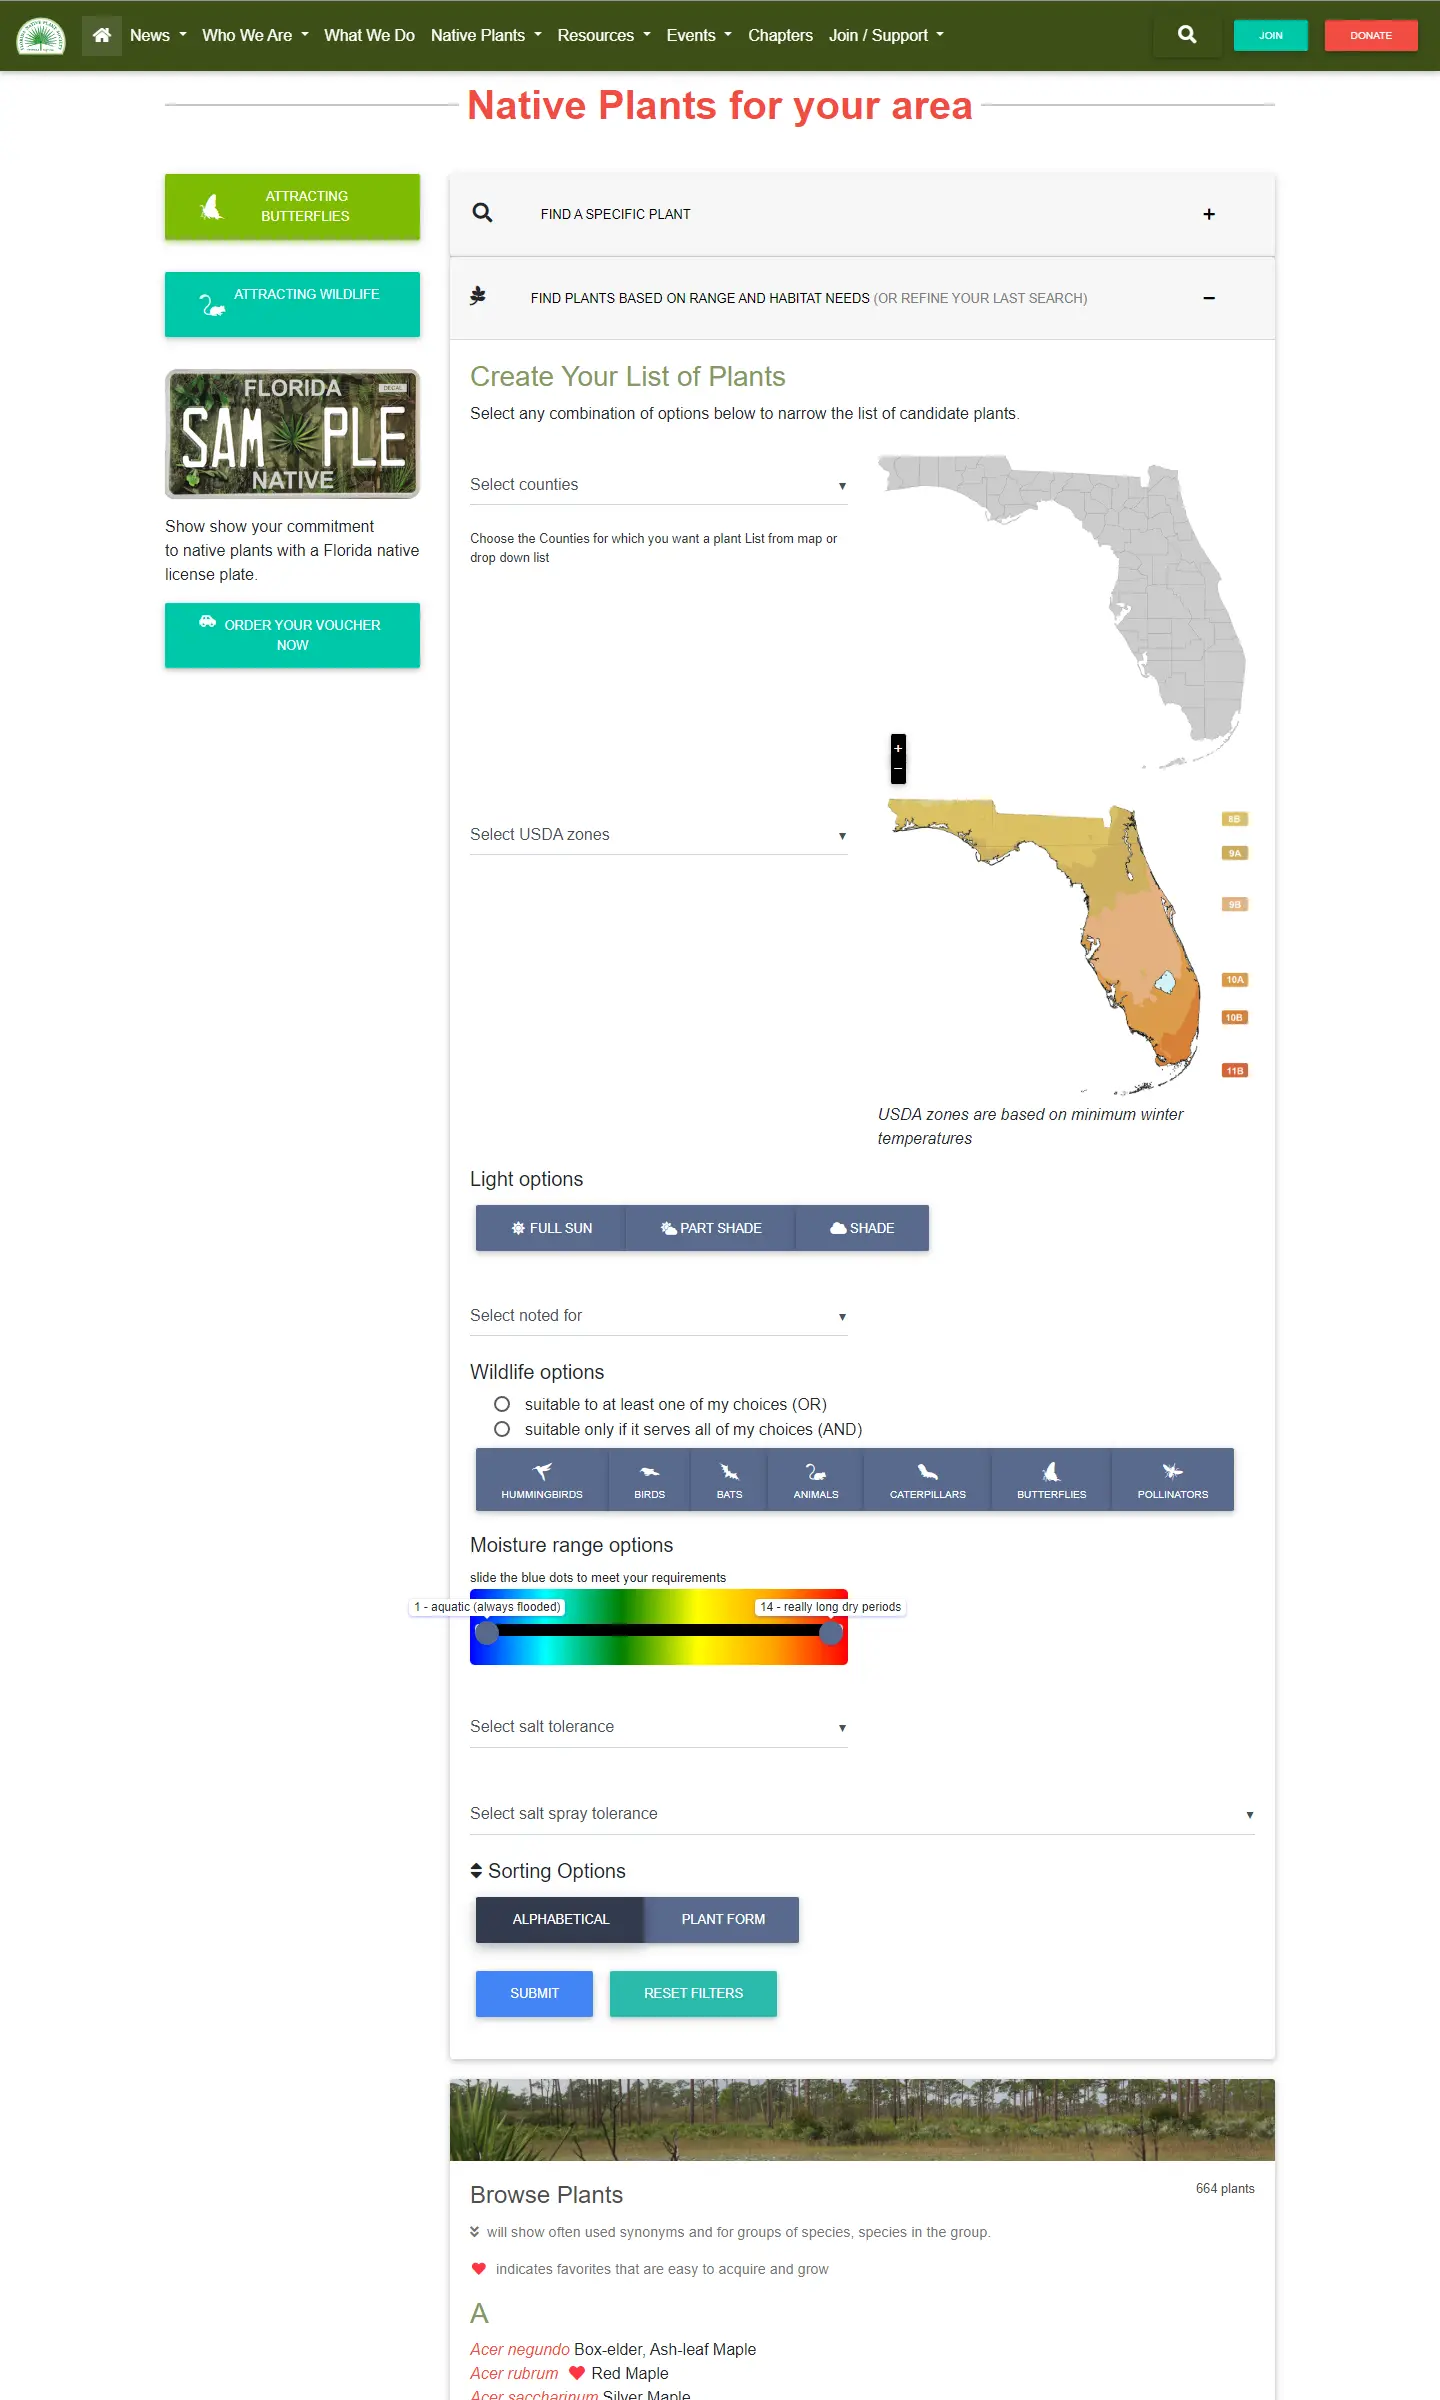 News Who We Are What We Do Native Plants Resources Events Chapters Join / Support JOIN DONATE
Native Plants for your area
ATTRACTING
BUTTERFLIES
ATTRACTING WILDLIFE
FLORIDA
DECAL
SAM PLE
NATIVE
Show show your commitment
to native plants with a Florida native
license plate.
ORDER YOUR VOUCHER
NOW
FIND A SPECIFIC PLANT +
FIND PLANTS BASED ON RANGE AND HABITAT NEEDS (OR REFINE YOUR LAST SEARCH) −
Create Your List of Plants
Select any combination of options below to narrow the list of candidate plants.
Select counties
Choose the Counties for which you want a plant List from map or
drop down list
+
−
Select USDA zones
8B
9A
9B
10A
10B
11B
USDA zones are based on minimum winter
temperatures
Light options
FULL SUN PART SHADE SHADE
Select noted for
Wildlife options
suitable to at least one of my choices (OR)
suitable only if it serves all of my choices (AND)
HUMMINGBIRDS BIRDS BATS ANIMALS CATERPILLARS BUTTERFLIES POLLINATORS
Moisture range options
slide the blue dots to meet your requirements
1 - aquatic (always flooded) 14 - really long dry periods
Select salt tolerance
Select salt spray tolerance
Sorting Options
ALPHABETICAL PLANT FORM
SUBMIT RESET FILTERS
Browse Plants 664 plants
will show often used synonyms and for groups of species, species in the group.
indicates favorites that are easy to acquire and grow
A
Acer negundo Box-elder, Ash-leaf Maple
Acer rubrum Red Maple
Acer saccharinum Silver Maple